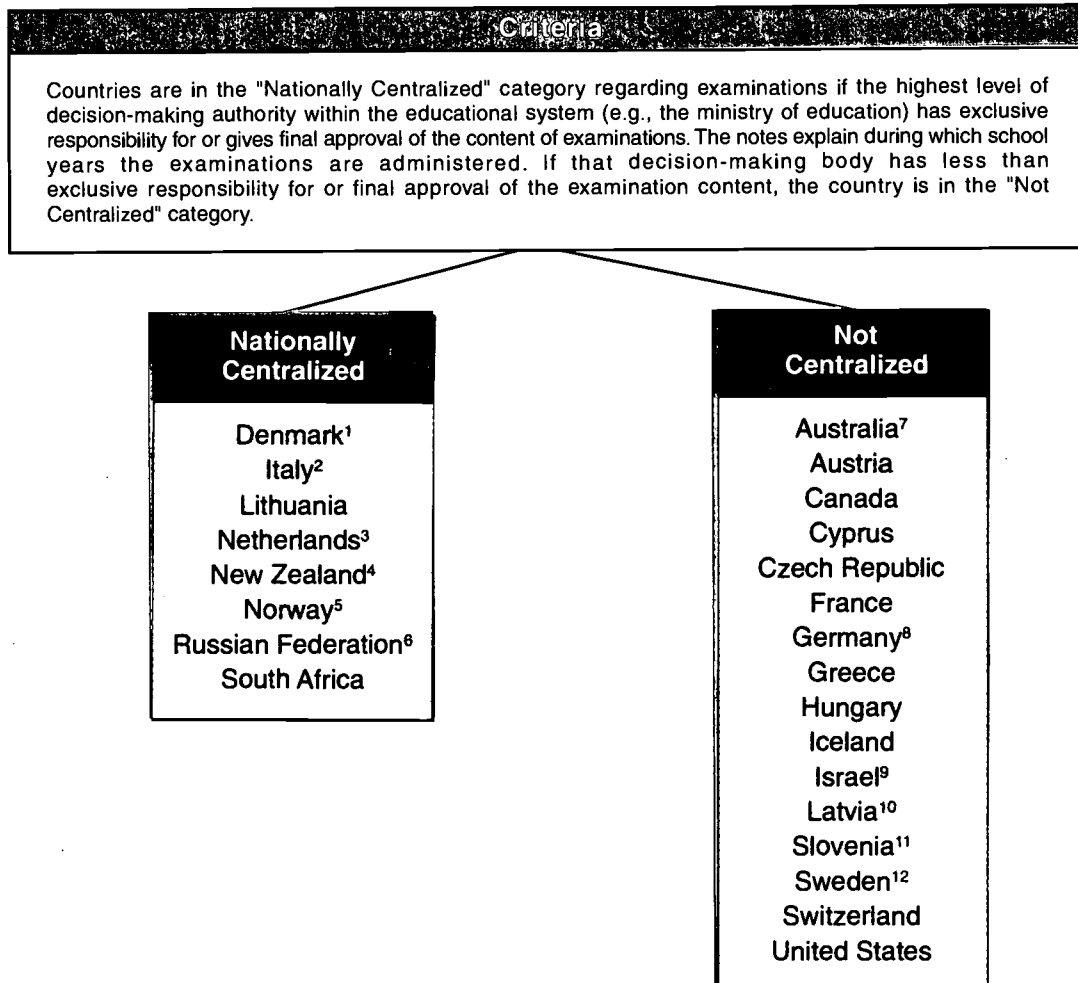 Criteria
Countries are in the "Nationally Centralized" category regarding examinations if the highest level of
decision-making authority within the educational system (e.g., the ministry of education) has exclusive
responsibility for or gives final approval of the content of examinations. The notes explain during which school
years the examinations are administered. If that decision-making body has less than
exclusive responsibility for or final approval of the examination content, the country is in the "Not
Centralized" category.
Nationally
Centralized
Denmark¹
Italy²
Lithuania
Netherlands³
New Zealand⁴
Norway⁵
Russian Federation⁶
South Africa
Not
Centralized
Australia⁷
Austria
Canada
Cyprus
Czech Republic
France
Germany⁸
Greece
Hungary
Iceland
Israel⁹
Latvia¹⁰
Slovenia¹¹
Sweden¹²
Switzerland
United States